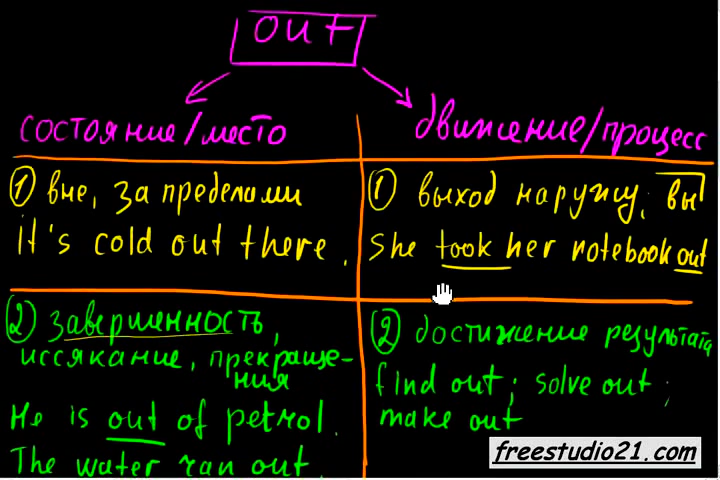 out
состояние/место
движение/процесс
① вне, за пределами
it's cold out there.
① выход наружу, вы
She took her notebook out
② завершенность,
иссякание, прекраще-
ния
He is out of petrol.
The water ran out.
② достижение результата
find out; solve out;
make out
freestudio21.com